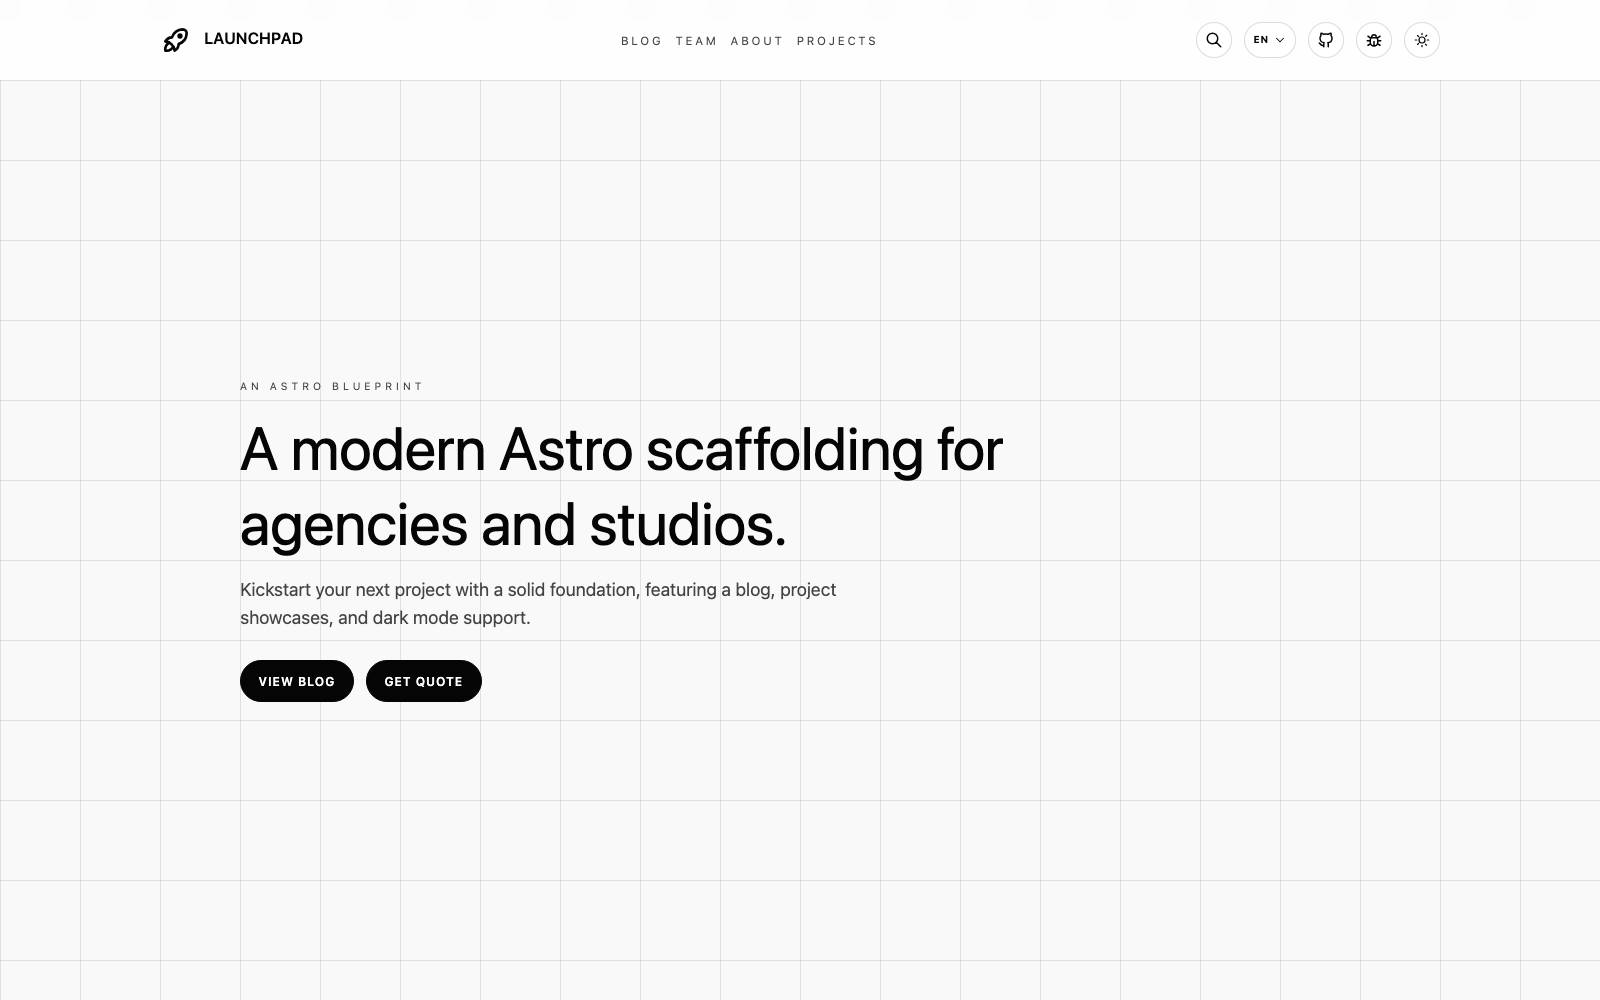 LAUNCHPAD
BLOG TEAM ABOUT PROJECTS
EN
AN ASTRO BLUEPRINT
A modern Astro scaffolding for
agencies and studios.
Kickstart your next project with a solid foundation, featuring a blog, project
showcases, and dark mode support.
VIEW BLOG GET QUOTE